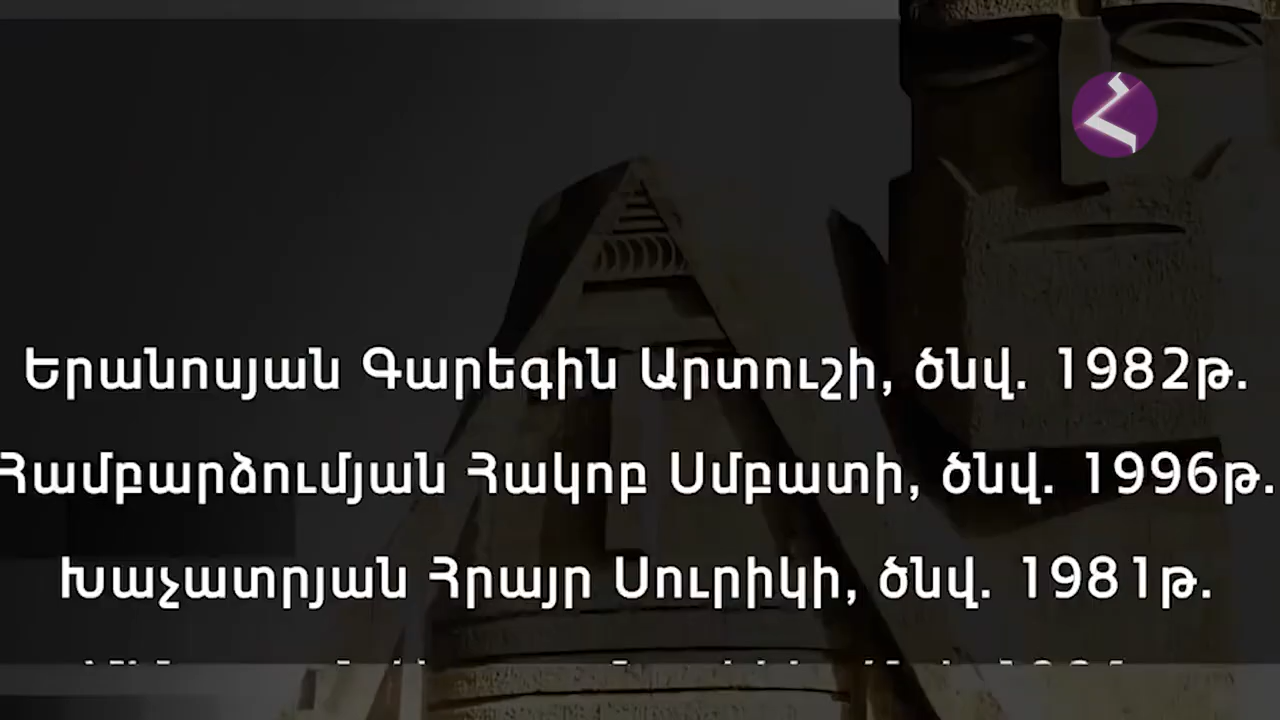 Հ
Երանոսյան Գարեգին Արտուշի, ծնվ. 1982թ.
Համբարձումյան Հակոբ Սմբատի, ծնվ. 1996թ.
Խաչատրյան Հրայր Սուրիկի, ծնվ. 1981թ.